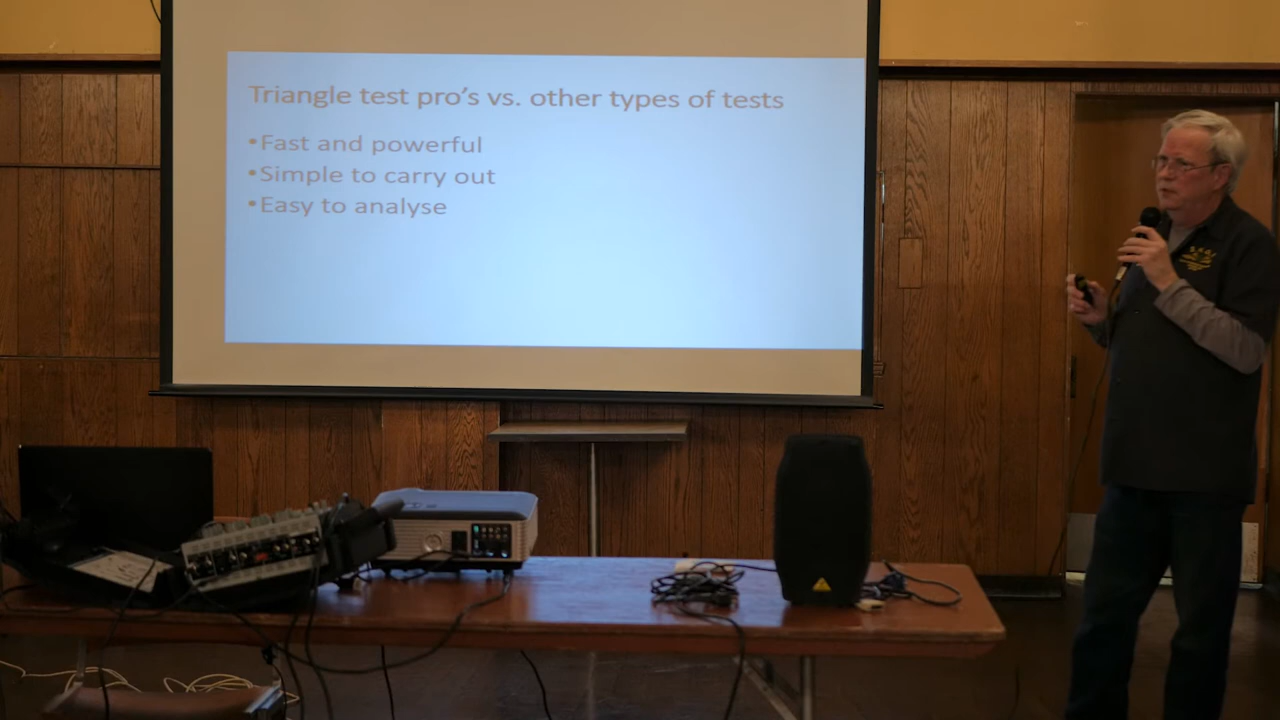 Triangle test pro's vs. other types of tests
•Fast and powerful
•Simple to carry out
•Easy to analyse